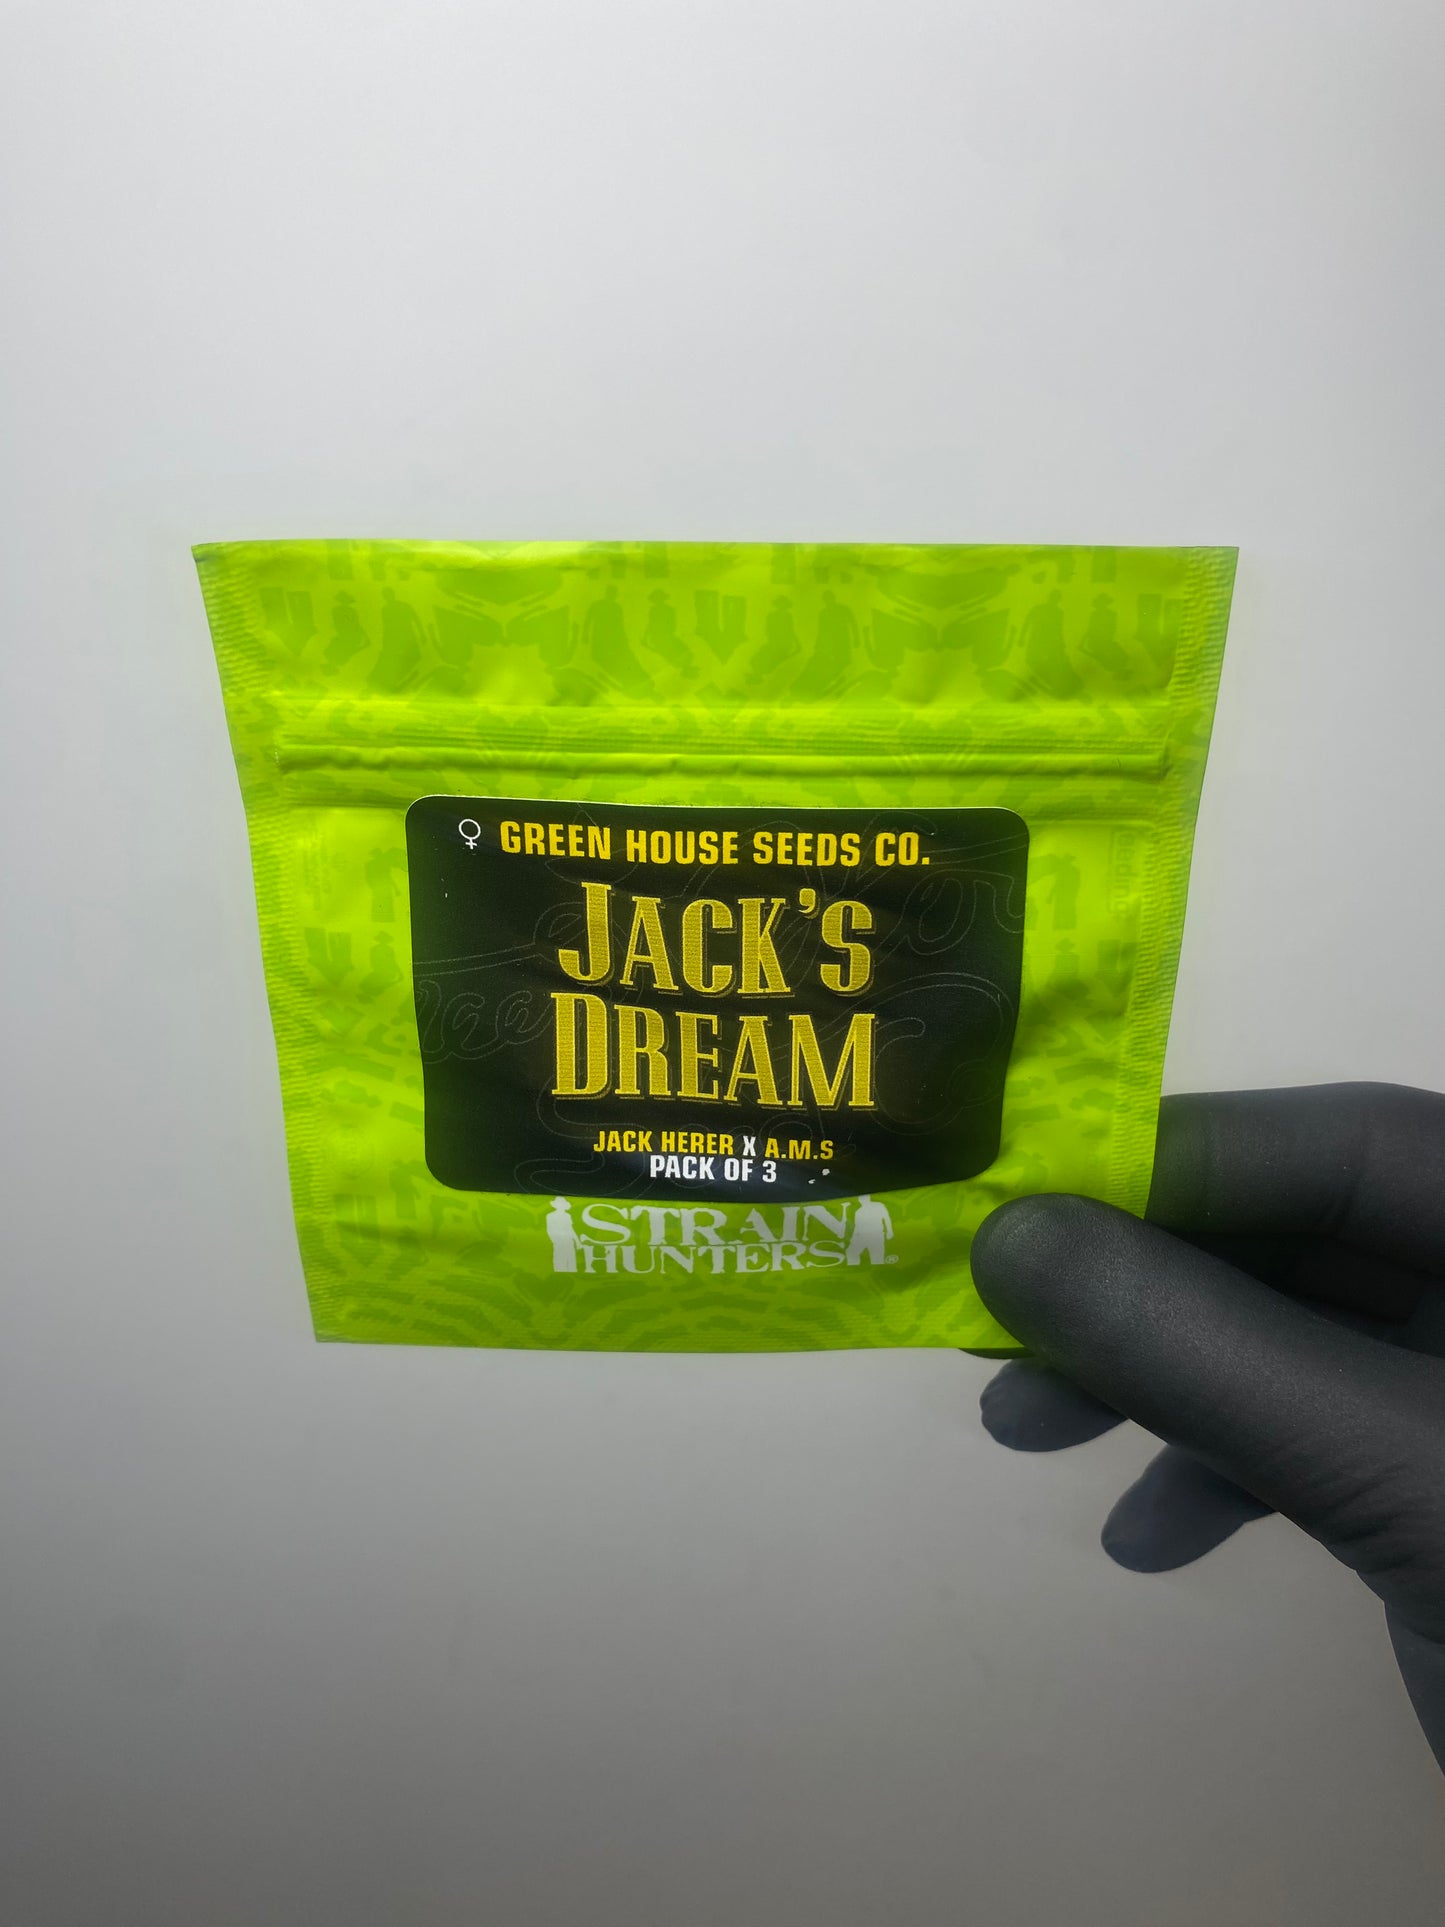 ♀ GREEN HOUSE SEEDS CO.
JACK'S
DREAM
JACK HERER X A.M.S
PACK OF 3
STRAIN
HUNTERS®